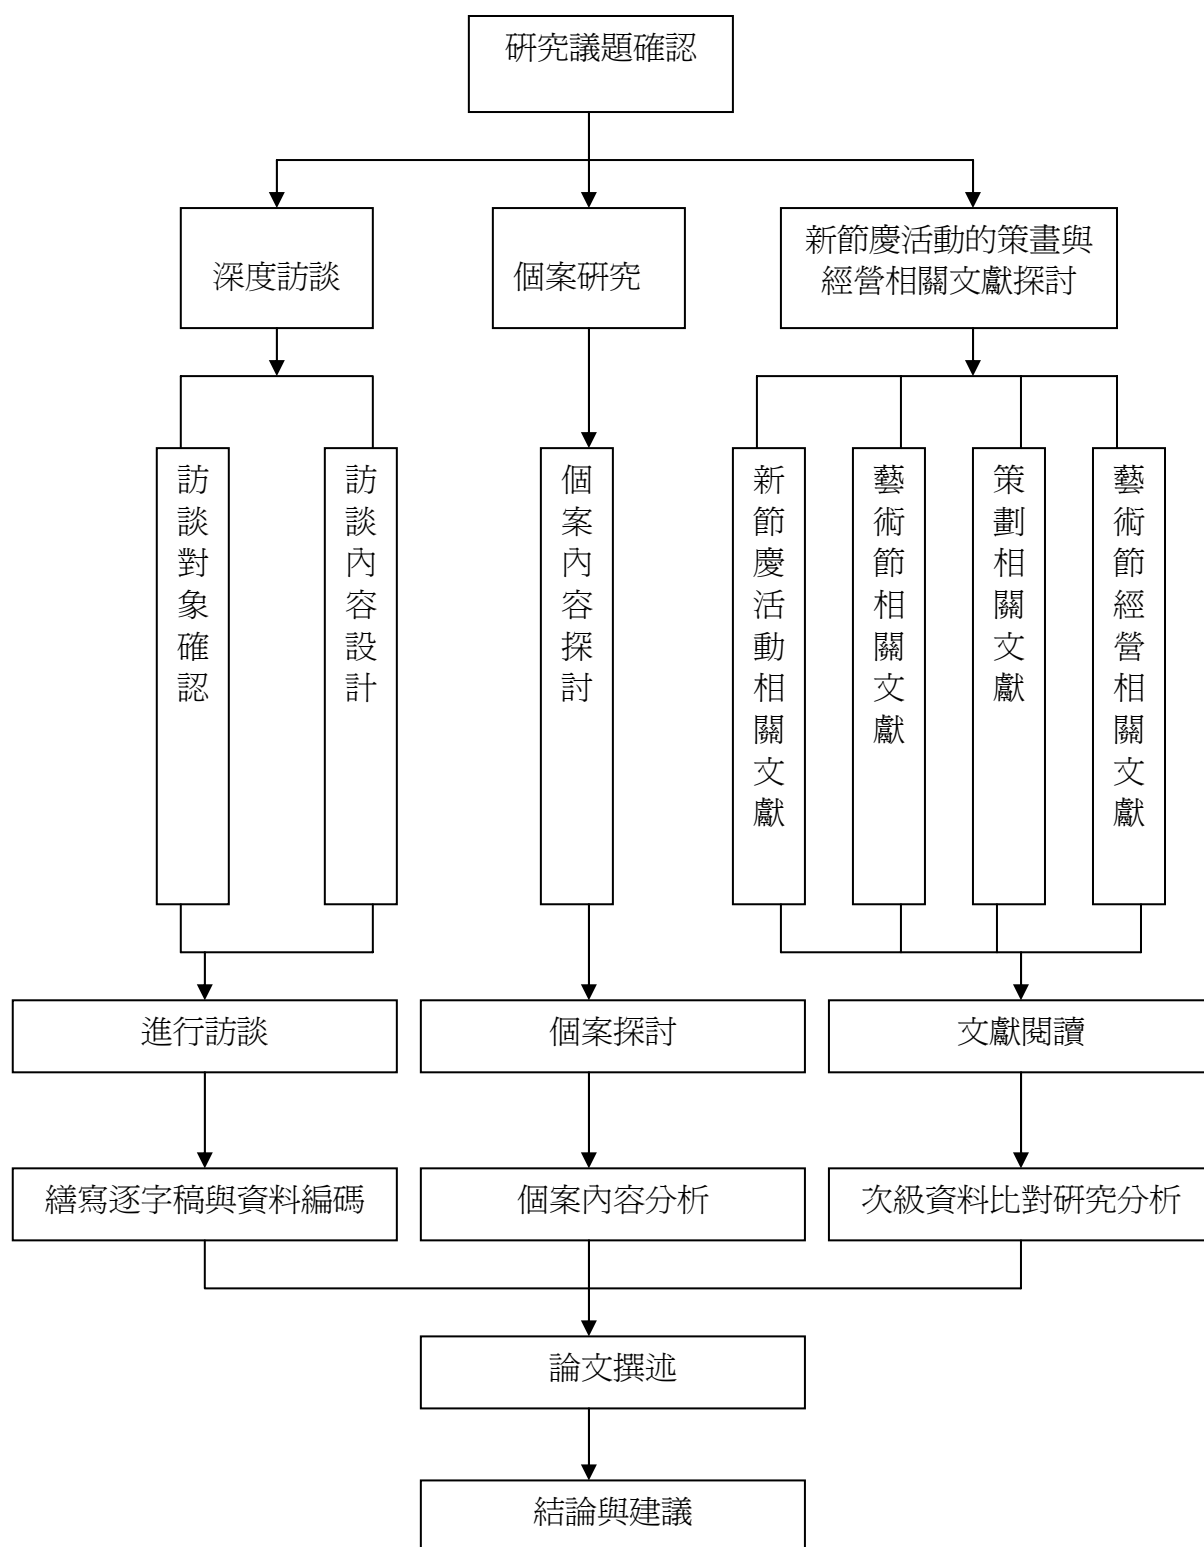 研究議題確認
深度訪談
個案研究
新節慶活動的策畫與
經營相關文獻探討
訪談對象確認
訪談內容設計
個案內容探討
新節慶活動相關文獻
藝術節相關文獻
策劃相關文獻
藝術節經營相關文獻
進行訪談
個案探討
文獻閱讀
繕寫逐字稿與資料編碼
個案內容分析
次級資料比對研究分析
論文撰述
結論與建議